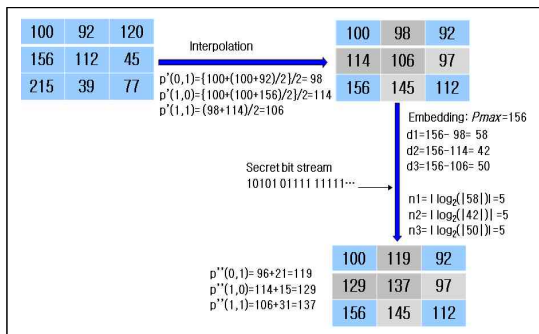 100 92 120
156 112 45
215 39 77
Interpolation
p'(0,1)={100+(100+92)/2}/2= 98
p'(1,0)={100+(100+156)/2}/2=114
p'(1,1)=(98+114)/2=106
100 98 92
114 106 97
156 145 112
Embedding: Pmax=156
d1=156- 98= 58
d2=156-114= 42
d3=156-106= 50
Secret bit stream
10101 01111 11111···
n1=| log₂(|58|)|=5
n2=| log₂(|42|)| =5
n3=| log₂(|50|)|=5
p''(0,1)= 96+21=119
p''(1,0)=114+15=129
p''(1,1)=106+31=137
100 119 92
129 137 97
156 145 112